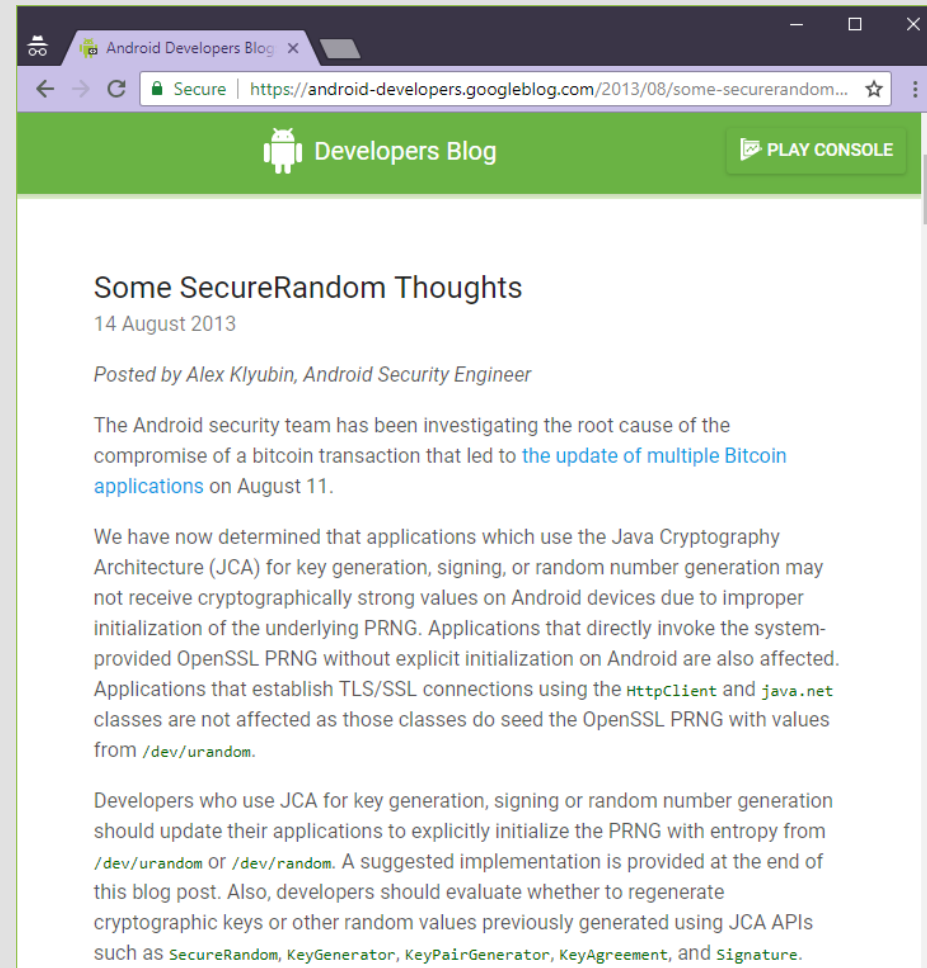 Android Developers Blog
Secure https://android-developers.googleblog.com/2013/08/some-securerandom...
Developers Blog
PLAY CONSOLE
Some SecureRandom Thoughts
14 August 2013
Posted by Alex Klyubin, Android Security Engineer
The Android security team has been investigating the root cause of the
compromise of a bitcoin transaction that led to the update of multiple Bitcoin
applications on August 11.
We have now determined that applications which use the Java Cryptography
Architecture (JCA) for key generation, signing, or random number generation may
not receive cryptographically strong values on Android devices due to improper
initialization of the underlying PRNG. Applications that directly invoke the system-
provided OpenSSL PRNG without explicit initialization on Android are also affected.
Applications that establish TLS/SSL connections using the HttpClient and java.net
classes are not affected as those classes do seed the OpenSSL PRNG with values
from /dev/urandom.
Developers who use JCA for key generation, signing or random number generation
should update their applications to explicitly initialize the PRNG with entropy from
/dev/urandom or /dev/random. A suggested implementation is provided at the end of
this blog post. Also, developers should evaluate whether to regenerate
cryptographic keys or other random values previously generated using JCA APIs
such as SecureRandom, KeyGenerator, KeyPairGenerator, KeyAgreement, and Signature.